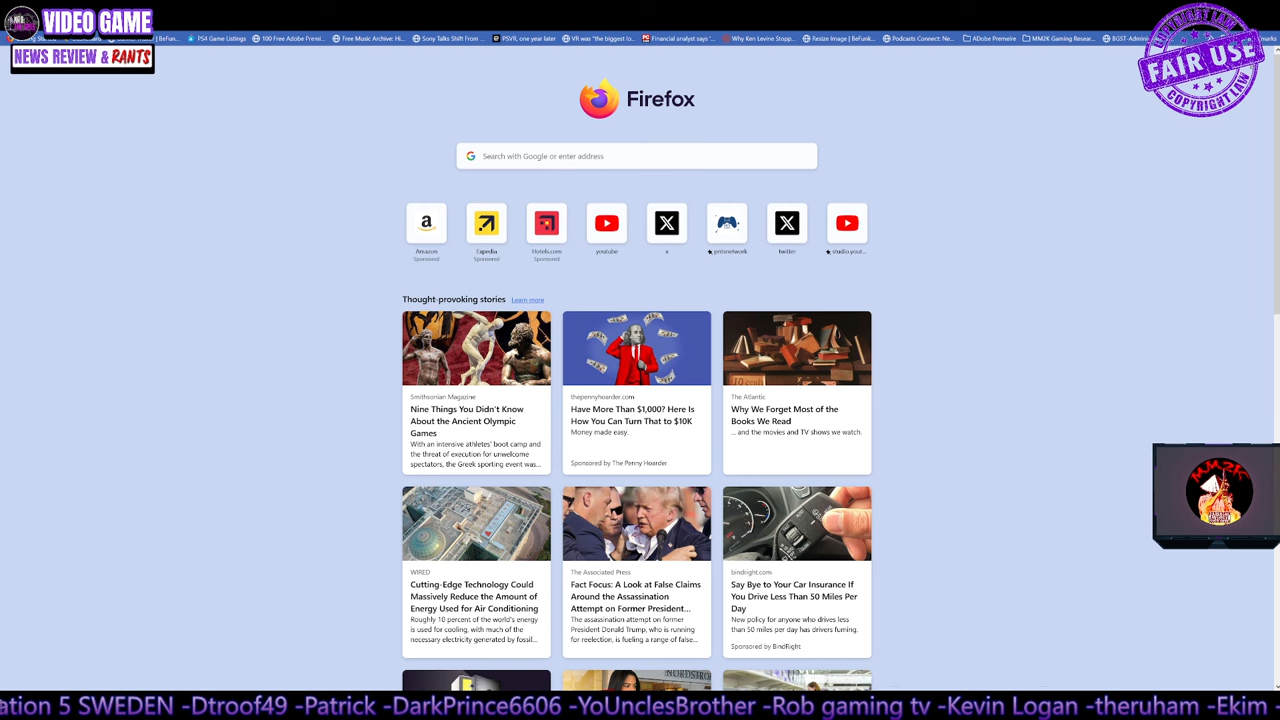 VIDEO GAME
NEWS REVIEW & RANTS
PS4 Game Listings
100 Free Adobe Premi...
Free Music Archive: Hi...
Sony Talks Shift From ...
PSVR, one year later
VR was "the biggest lo...
Financial analyst says '...
Why Ken Levine Stopp...
Resize Image | BeFunk...
Podcasts Connect: Ne...
ADobe Premeire
MM2K Gaming Resear...
COPYRIGHT LAW
FAIR USE
COPYRIGHT LAW
Firefox
Search with Google or enter address
Amazon
Sponsored
Expedia
Sponsored
Hotels.com
Sponsored
youtube
x
pntsnetwork
twitter
studio.yout...
Thought-provoking stories Learn more
Smithsonian Magazine
Nine Things You Didn't Know
About the Ancient Olympic
Games
With an intensive athletes' boot camp and
the threat of execution for unwelcome
spectators, the Greek sporting event was...
thepennyhoarder.com
Have More Than $1,000? Here Is
How You Can Turn That to $10K
Money made easy.
Sponsored by The Penny Hoarder
The Atlantic
Why We Forget Most of the
Books We Read
... and the movies and TV shows we watch.
WIRED
Cutting-Edge Technology Could
Massively Reduce the Amount of
Energy Used for Air Conditioning
Roughly 10 percent of the world's energy
is used for cooling, with much of the
necessary electricity generated by fossil...
The Associated Press
Fact Focus: A Look at False Claims
Around the Assassination
Attempt on Former President...
The assassination attempt on former
President Donald Trump, who is running
for reelection, is fueling a range of false...
bindright.com
Say Bye to Your Car Insurance If
You Drive Less Than 50 Miles Per
Day
New policy for anyone who drives less
than 50 miles per day has drivers fuming.
Sponsored by BindRight
NORDSTROM
MM2K
ation 5 SWEDEN -Dtroof49 -Patrick -DarkPrince6606 -YoUnclesBrother -Rob gaming tv -Kevin Logan -theruham -Ekim